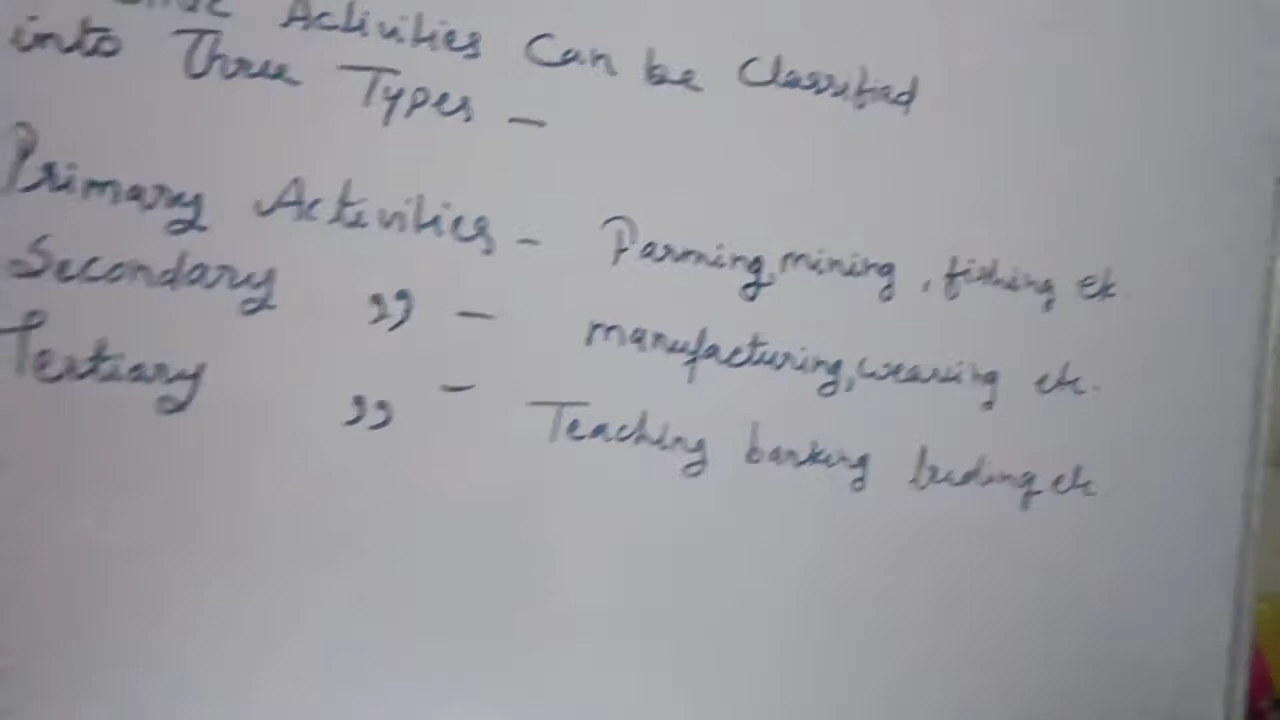 Activities Can be Classified
into Three Types -
Primary Activities - Farming, mining, fishing etc.
Secondary ,, - manufacturing, weaving etc.
Tertiary ,, - Teaching banking etc